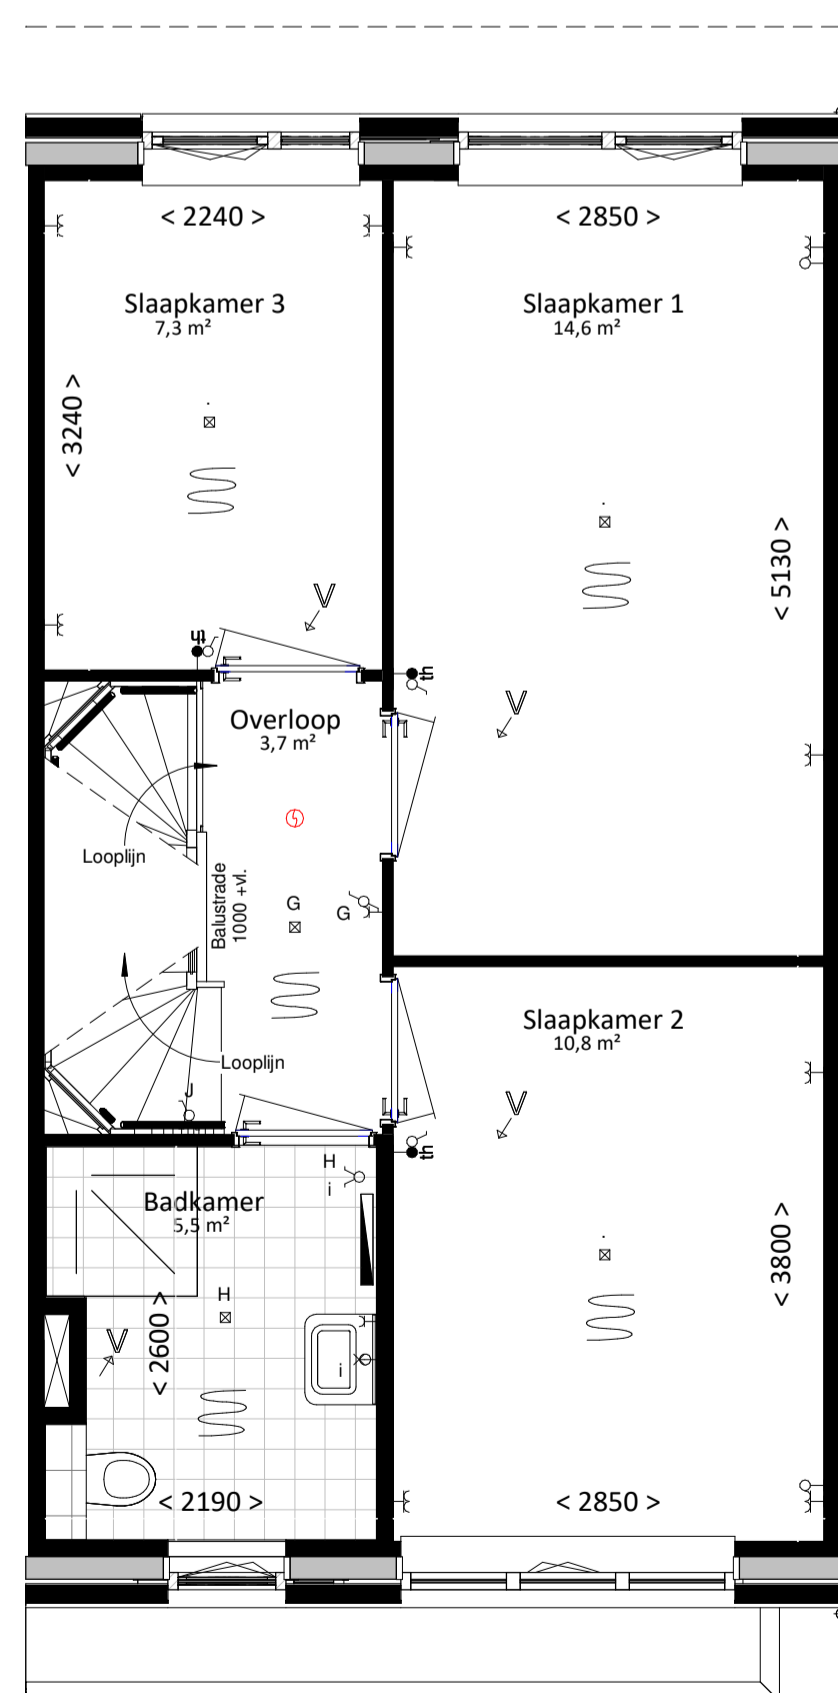 < 2240 >
< 2850 >
Slaapkamer 3
7,3 m²
Slaapkamer 1
14,6 m²
< 3240 >
< 5130 >
V
th
th
V
Overloop
3,7 m²
Looplijn
Balustrade
1000 +vl.
G
G
Slaapkamer 2
10,8 m²
Looplijn
J
V
th
H
i
Badkamer
5,5 m²
H
< 2600 >
V
i
< 3800 >
< 2190 >
< 2850 >